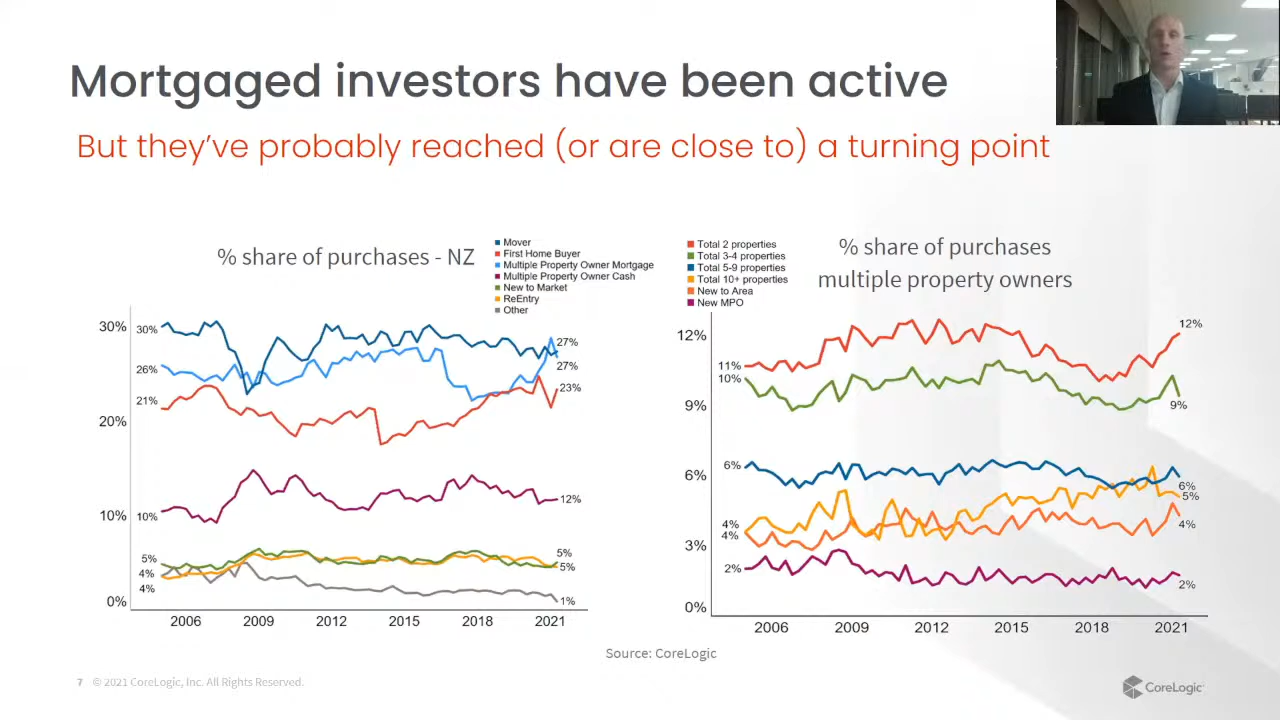 Mortgaged investors have been active
But they've probably reached (or are close to) a turning point
% share of purchases - NZ
Mover
First Home Buyer
Multiple Property Owner Mortgage
Multiple Property Owner Cash
New to Market
ReEntry
Other
30%
20%
10%
0%
30%
26%
21%
10%
5%
4%
4%
27%
27%
23%
12%
5%
5%
1%
2006 2009 2012 2015 2018 2021
Total 2 properties
Total 3-4 properties
Total 5-9 properties
Total 10+ properties
New to Area
New MPO
% share of purchases
multiple property owners
12%
9%
6%
3%
0%
11%
10%
6%
4%
4%
2%
12%
9%
6%
5%
4%
2%
2006 2009 2012 2015 2018 2021
Source: CoreLogic
7 © 2021 CoreLogic, Inc. All Rights Reserved.
CoreLogic